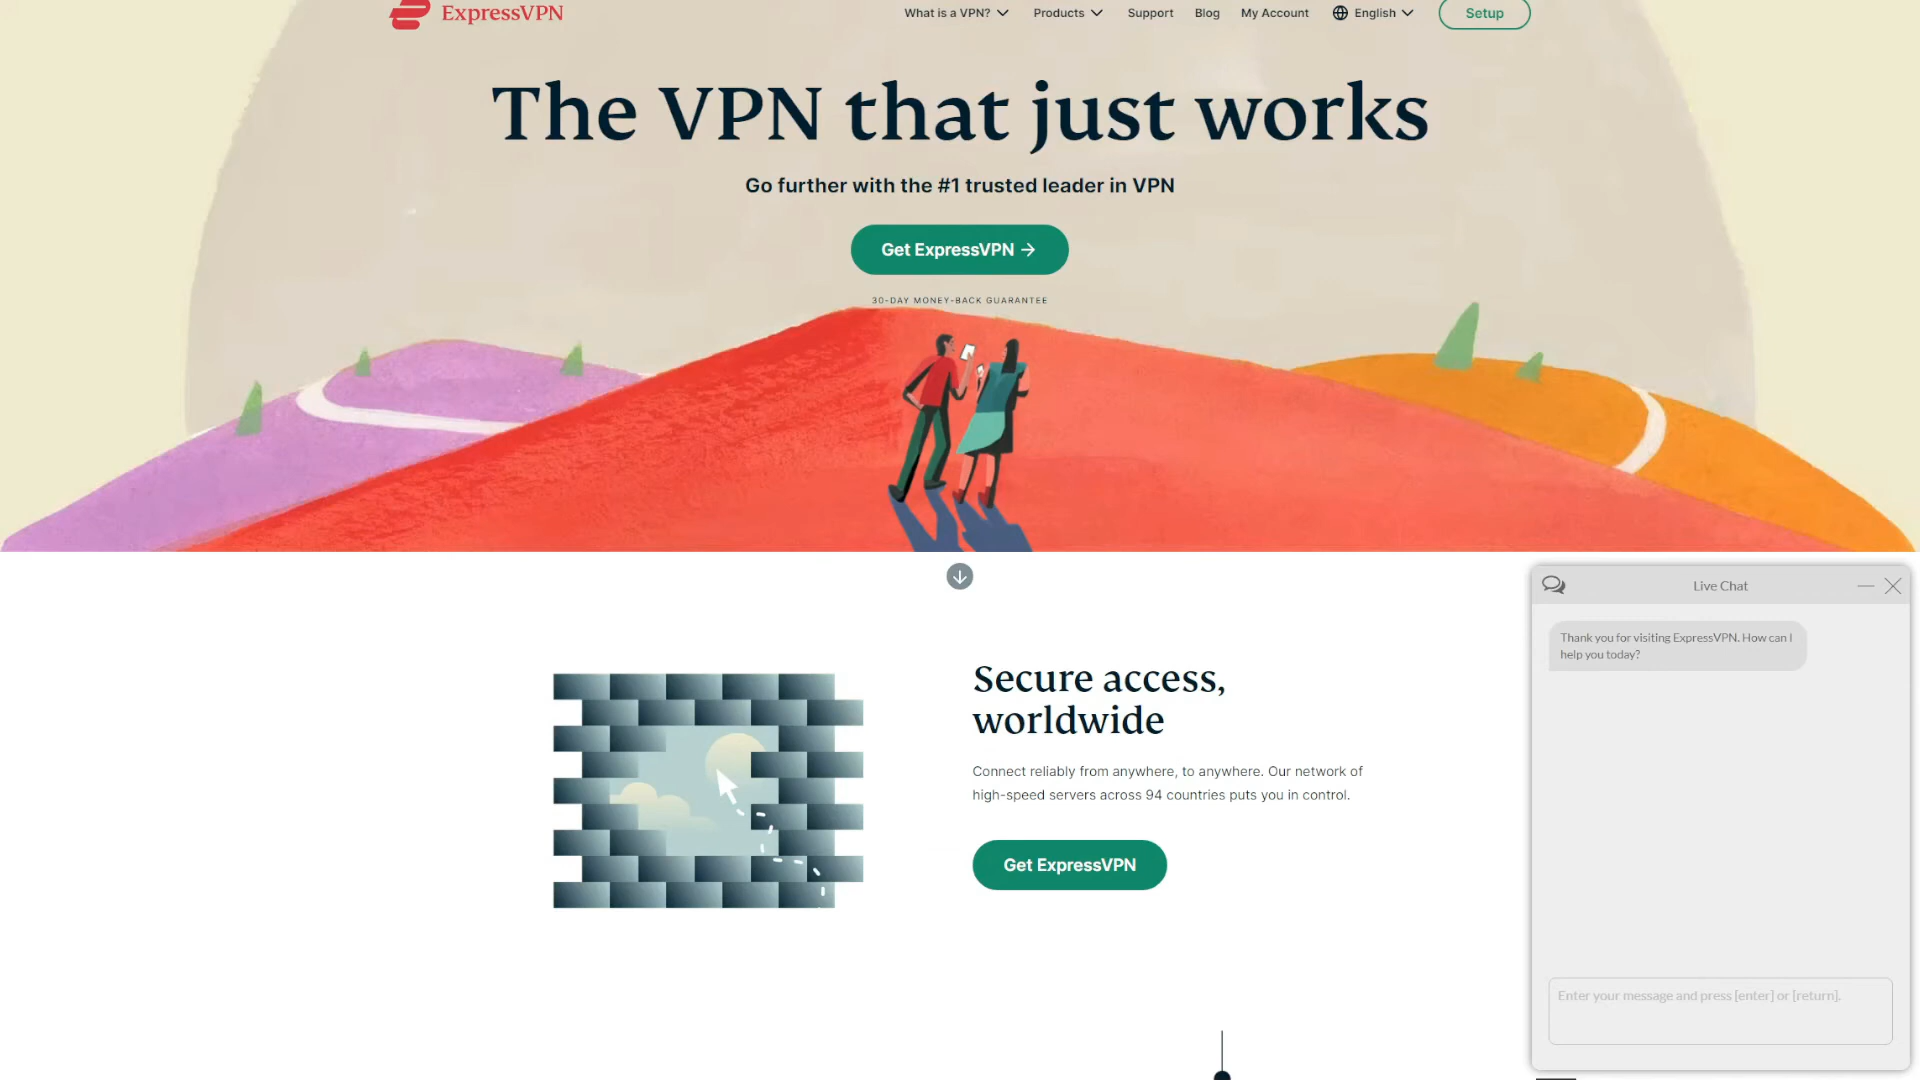 ExpressVPN
What is a VPN? Products Support Blog My Account English Setup
The VPN that just works
Go further with the #1 trusted leader in VPN
Get ExpressVPN →
30-DAY MONEY-BACK GUARANTEE
Secure access,
worldwide
Connect reliably from anywhere, to anywhere. Our network of
high-speed servers across 94 countries puts you in control.
Get ExpressVPN
Live Chat
Thank you for visiting ExpressVPN. How can I
help you today?
Enter your message and press [enter] or [return].